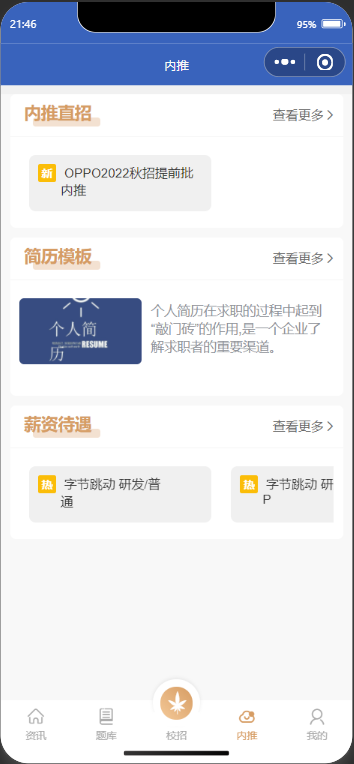 21:46
95%
内推
内推直招
查看更多
新 OPPO2022秋招提前批
内推
简历模板
查看更多
个人简
历
RESUME
个人简历在求职的过程中起到
“敲门砖”的作用,是一个企业了
解求职者的重要渠道。
薪资待遇
查看更多
热 字节跳动 研发/普
通
热 字节跳动 研
P
资讯
题库
校招
内推
我的